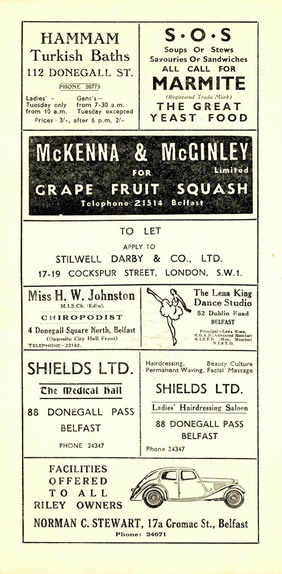 HAMMAM
Turkish Baths
112 DONEGALL ST.
PHONE 26773
Ladies' - Gent's—
Tuesday only from 7-30 a.m.
from 10 a.m. Tuesday excepted
Prices - 3/-, after 6 p.m. 2/-
S·O·S
Soups Or Stews
Savouries Or Sandwiches
ALL CALL FOR
MARMITE
(Registered Trade Mark)
THE GREAT
YEAST FOOD
McKENNA & McGINLEY
Limited
FOR
GRAPE FRUIT SQUASH
Telephone 21514 Belfast
TO LET
APPLY TO
STILWELL DARBY & CO., LTD.
17-19 COCKSPUR STREET, LONDON, S.W.1.
Miss H. W. Johnston
M.I.S.Ch. (Edin).
CHIROPODIST
4 Donegall Square North, Belfast
(Opposite City Hall Front)
TELEPHONE—23182.
The Lena King
Dance Studio
52 Dublin Road
BELFAST
Principal—LENA KING,
SHIELDS LTD.
The Medical Hall
88 DONEGALL PASS
BELFAST
PHONE 24347
Hairdressing, Beauty Culture
Permanent Waving, Facial Massage
SHIELDS LTD.
Ladies' Hairdressing Saloon
88 DONEGALL PASS
BELFAST
Phone 24347
FACILITIES
OFFERED
TO ALL
RILEY OWNERS
NORMAN C. STEWART, 17a Cromac St., Belfast
Phone: 24671